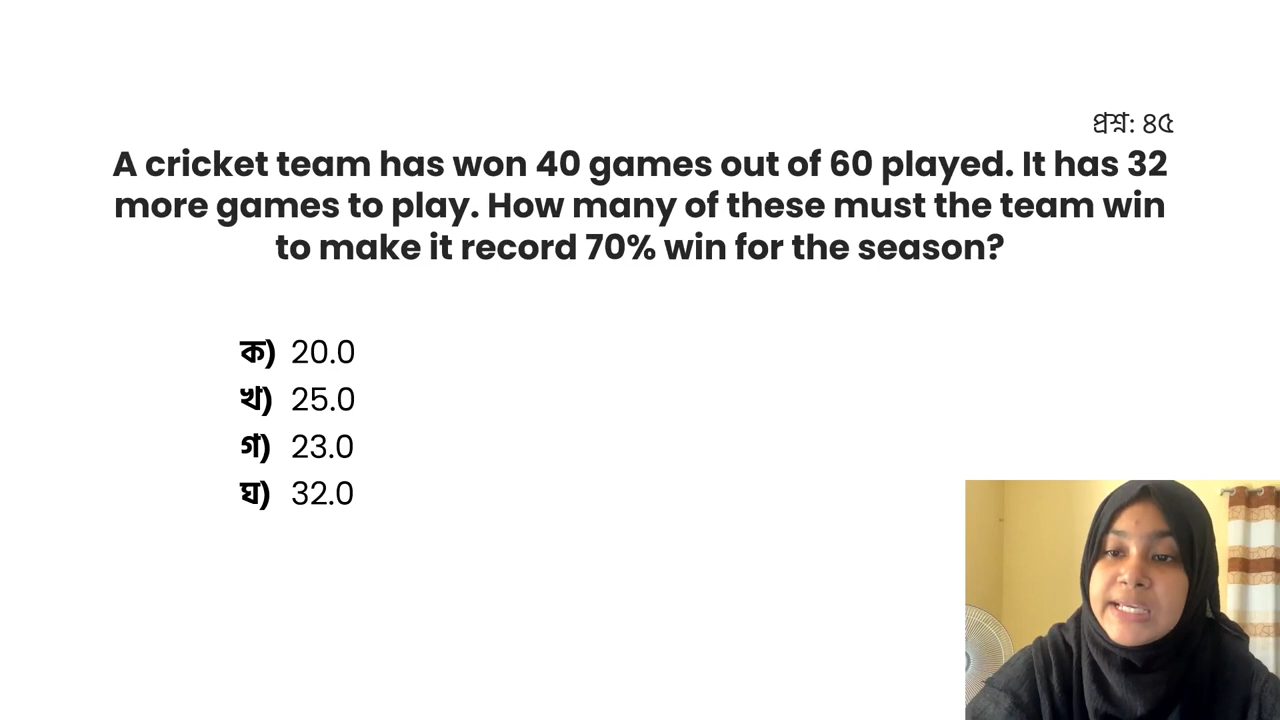 প্রশ্ন: ৪৫
A cricket team has won 40 games out of 60 played. It has 32
more games to play. How many of these must the team win
to make it record 70% win for the season?
ক) 20.0
খ) 25.0
গ) 23.0
ঘ) 32.0